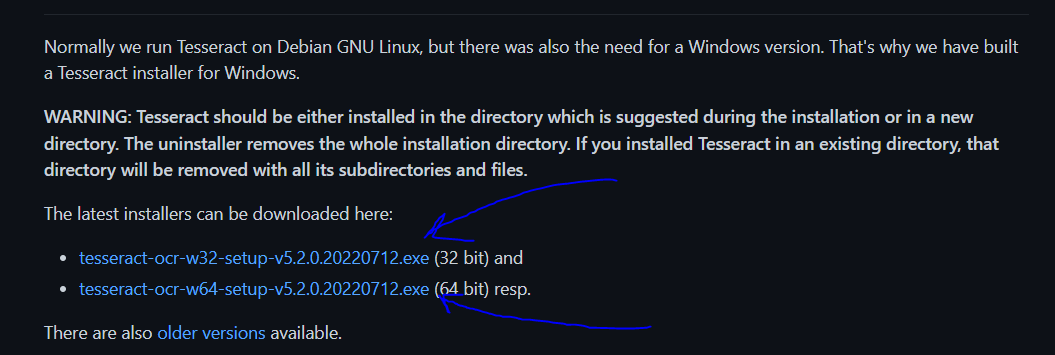 Normally we run Tesseract on Debian GNU Linux, but there was also the need for a Windows version. That's why we have built
a Tesseract installer for Windows.
WARNING: Tesseract should be either installed in the directory which is suggested during the installation or in a new
directory. The uninstaller removes the whole installation directory. If you installed Tesseract in an existing directory, that
directory will be removed with all its subdirectories and files.
The latest installers can be downloaded here:
• tesseract-ocr-w32-setup-v5.2.0.20220712.exe (32 bit) and
• tesseract-ocr-w64-setup-v5.2.0.20220712.exe (64 bit) resp.
There are also older versions available.